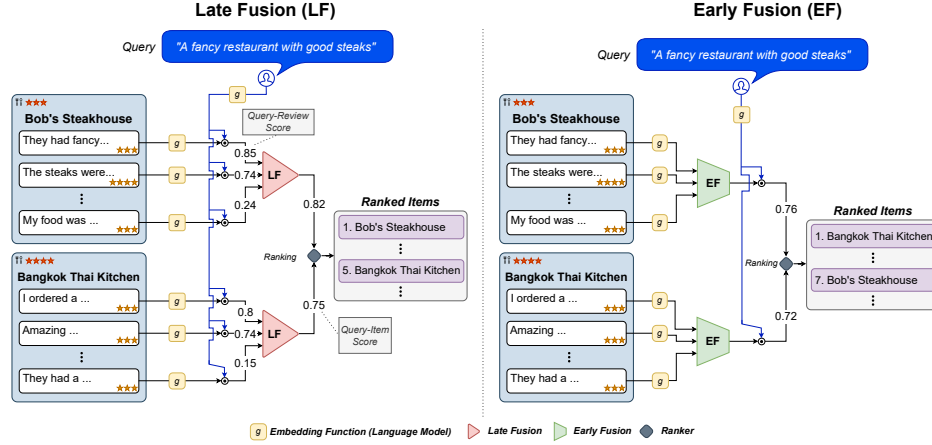 Late Fusion (LF)
Query
"A fancy restaurant with good steaks"
g
Bob's Steakhouse
They had fancy...
g
The steaks were...
g
My food was ...
g
Query-Review
Score
0.85
0.74
0.24
LF
0.82
Bangkok Thai Kitchen
I ordered a ...
g
Amazing ...
g
They had a ...
g
0.8
0.74
0.15
LF
0.75
Query-Item
Score
Ranking
Ranked Items
1. Bob's Steakhouse
5. Bangkok Thai Kitchen
Early Fusion (EF)
Query
"A fancy restaurant with good steaks"
g
Bob's Steakhouse
They had fancy...
g
The steaks were...
g
My food was ...
g
EF
0.76
Bangkok Thai Kitchen
I ordered a ...
g
Amazing ...
g
They had a ...
g
EF
0.72
Ranking
Ranked Items
1. Bangkok Thai Kitchen
7. Bob's Steakhouse
g Embedding Function (Language Model) Late Fusion Early Fusion Ranker